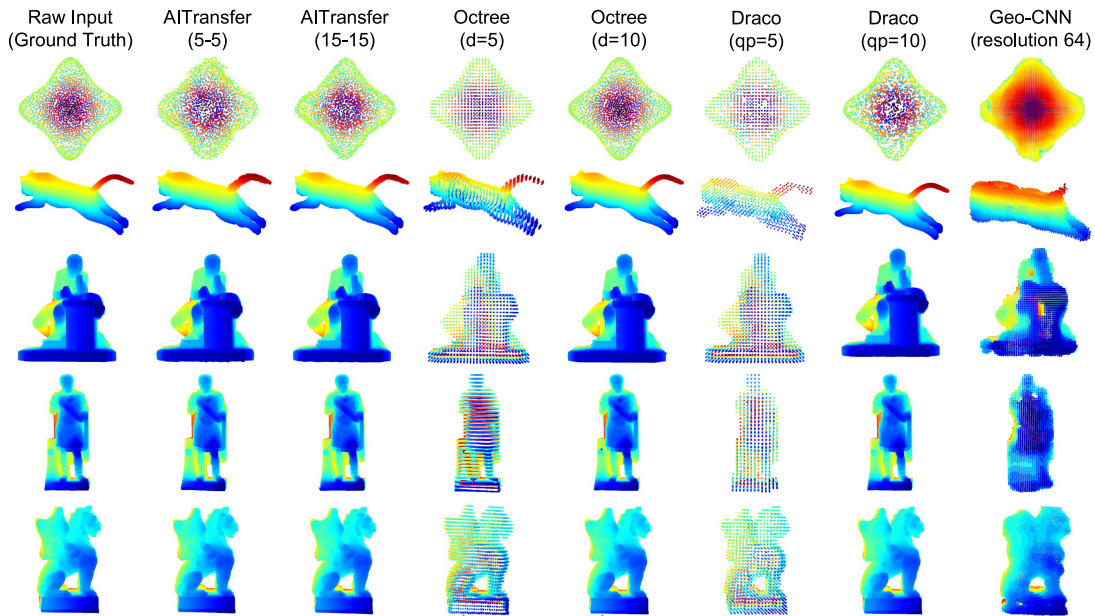 Raw Input
(Ground Truth)
AITransfer
(5-5)
AITransfer
(15-15)
Octree
(d=5)
Octree
(d=10)
Draco
(qp=5)
Draco
(qp=10)
Geo-CNN
(resolution 64)